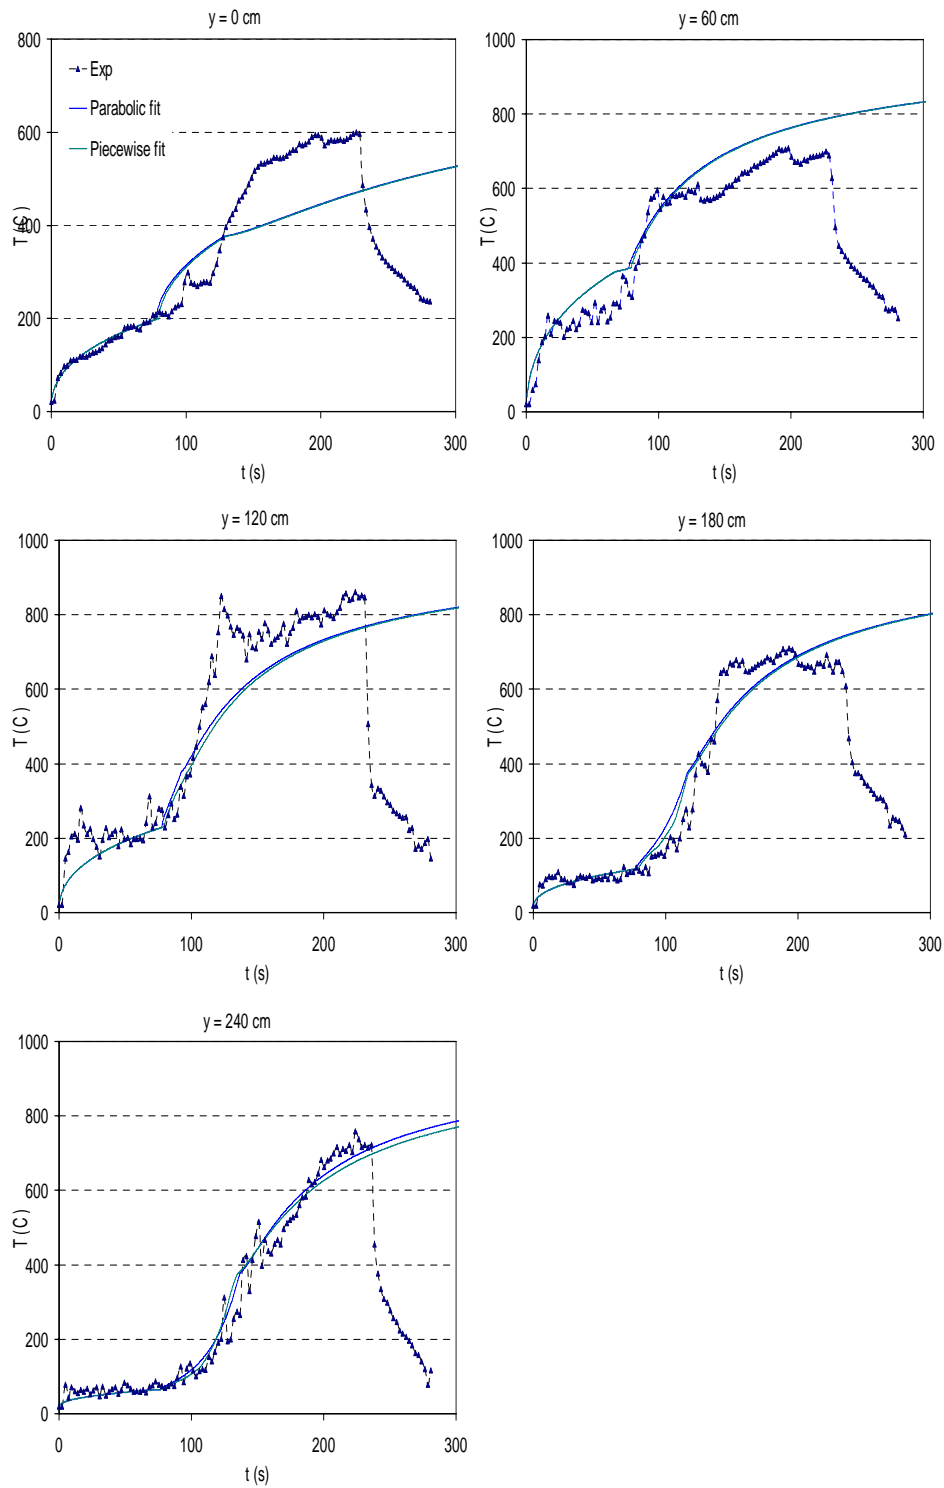 y = 0 cm
800
600
400
200
0
T (C)
Exp
Parabolic fit
Piecewise fit
0 100 200 300
t (s)
y = 60 cm
1000
800
600
400
200
0
T (C)
0 100 200 300
t (s)
y = 120 cm
1000
800
600
400
200
0
T (C)
0 100 200 300
t (s)
y = 180 cm
1000
800
600
400
200
0
T (C)
0 100 200 300
t (s)
y = 240 cm
1000
800
600
400
200
0
T (C)
0 100 200 300
t (s)